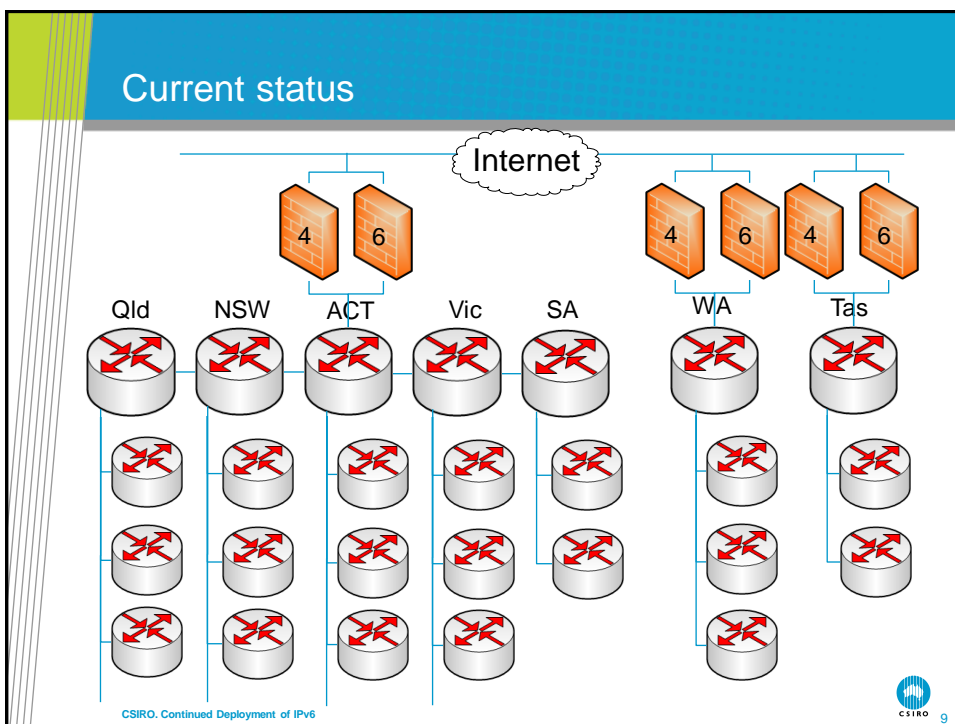 Current status
Internet
4 6 4 6 4 6
Qld NSW ACT Vic SA WA Tas
CSIRO. Continued Deployment of IPv6
CSIRO
9